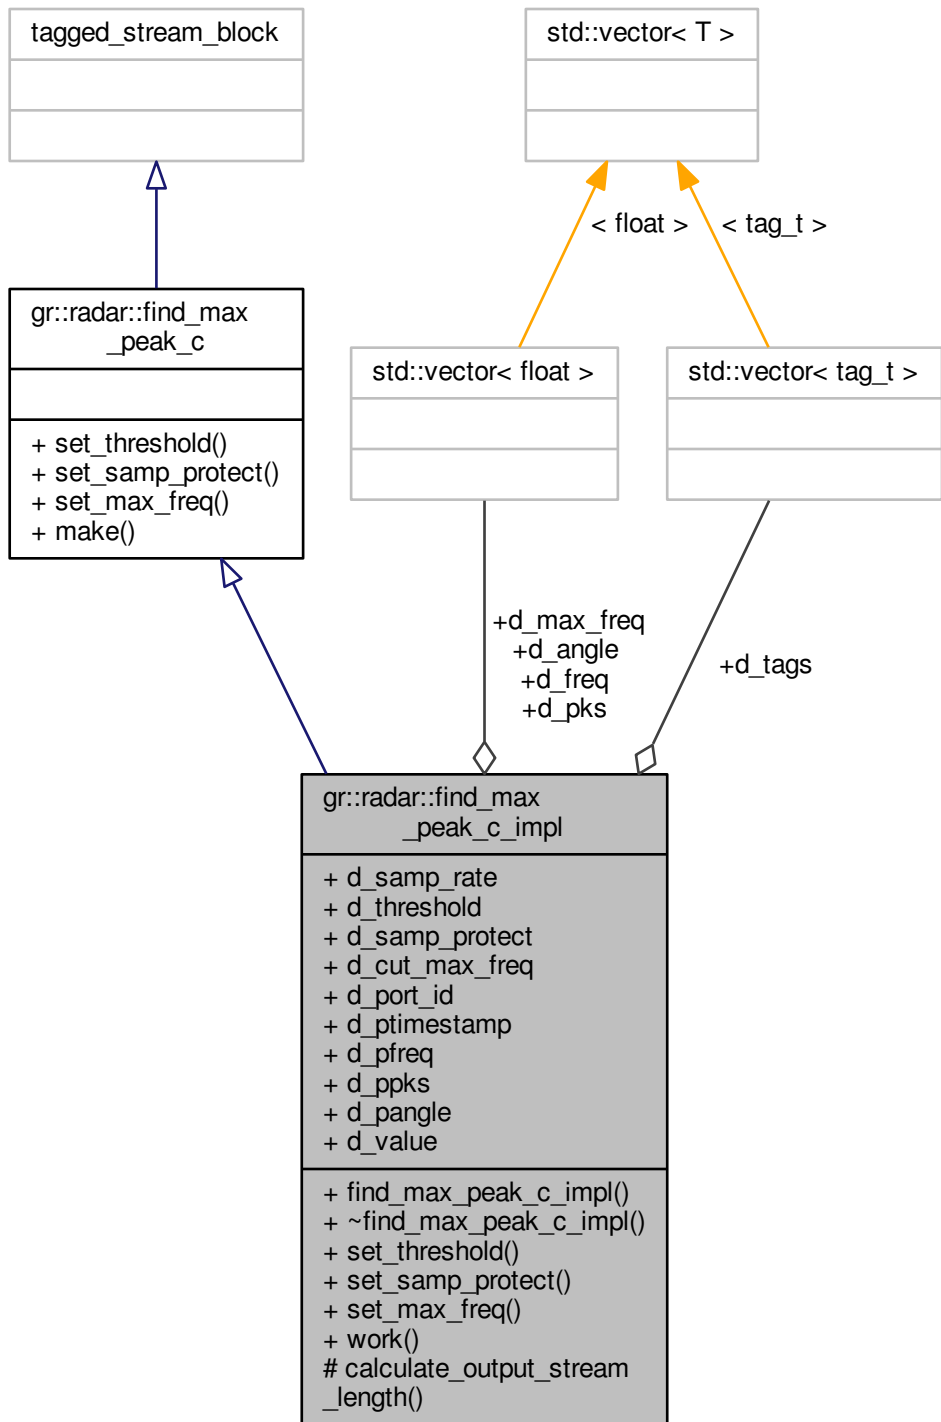 tagged_stream_block
std::vector< T >
< float >
< tag_t >
gr::radar::find_max
_peak_c
+ set_threshold()
+ set_samp_protect()
+ set_max_freq()
+ make()
std::vector< float >
std::vector< tag_t >
+d_max_freq
+d_angle
+d_freq
+d_pks
+d_tags
gr::radar::find_max
_peak_c_impl
+ d_samp_rate
+ d_threshold
+ d_samp_protect
+ d_cut_max_freq
+ d_port_id
+ d_ptimestamp
+ d_pfreq
+ d_ppks
+ d_pangle
+ d_value
+ find_max_peak_c_impl()
+ ~find_max_peak_c_impl()
+ set_threshold()
+ set_samp_protect()
+ set_max_freq()
+ work()
# calculate_output_stream
_length()